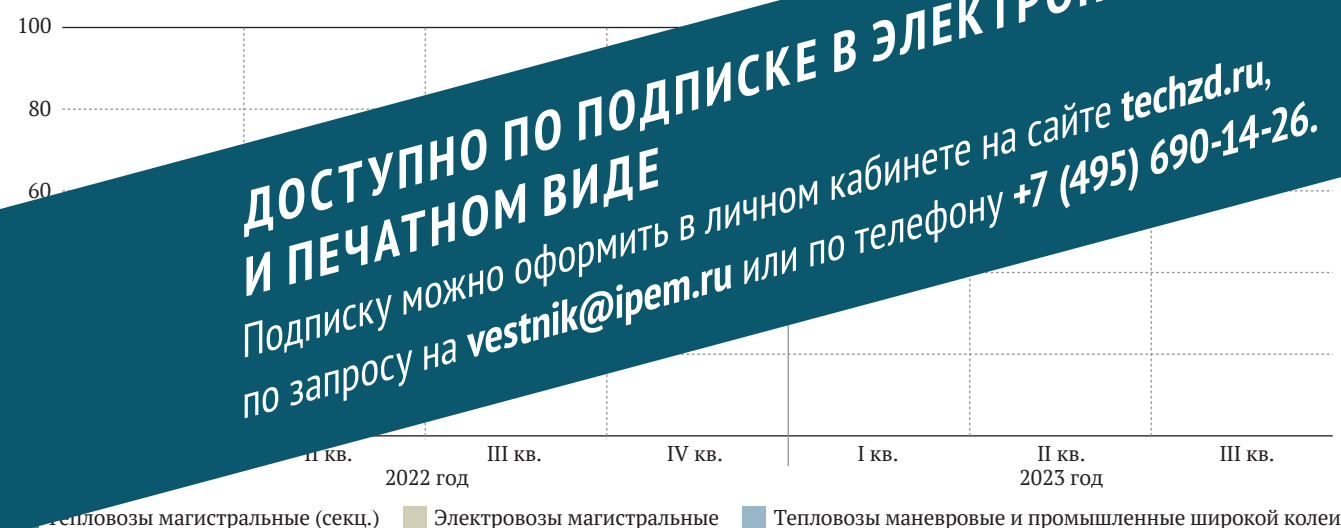 100
80
60
ДОСТУПНО ПО ПОДПИСКЕ В
И ПЕЧАТНОМ ВИДЕ
Подписку можно оформить в личном кабинете на сайте techzd.ru,
по запросу на vestnik@ipem.ru или по телефону +7 (495) 690-14-26.
II кв. III кв. IV кв. I кв. II кв. III кв.
2022 год 2023 год
Тепловозы магистральные (секц.) Электровозы магистральные Тепловозы маневровые и промышленные широкой